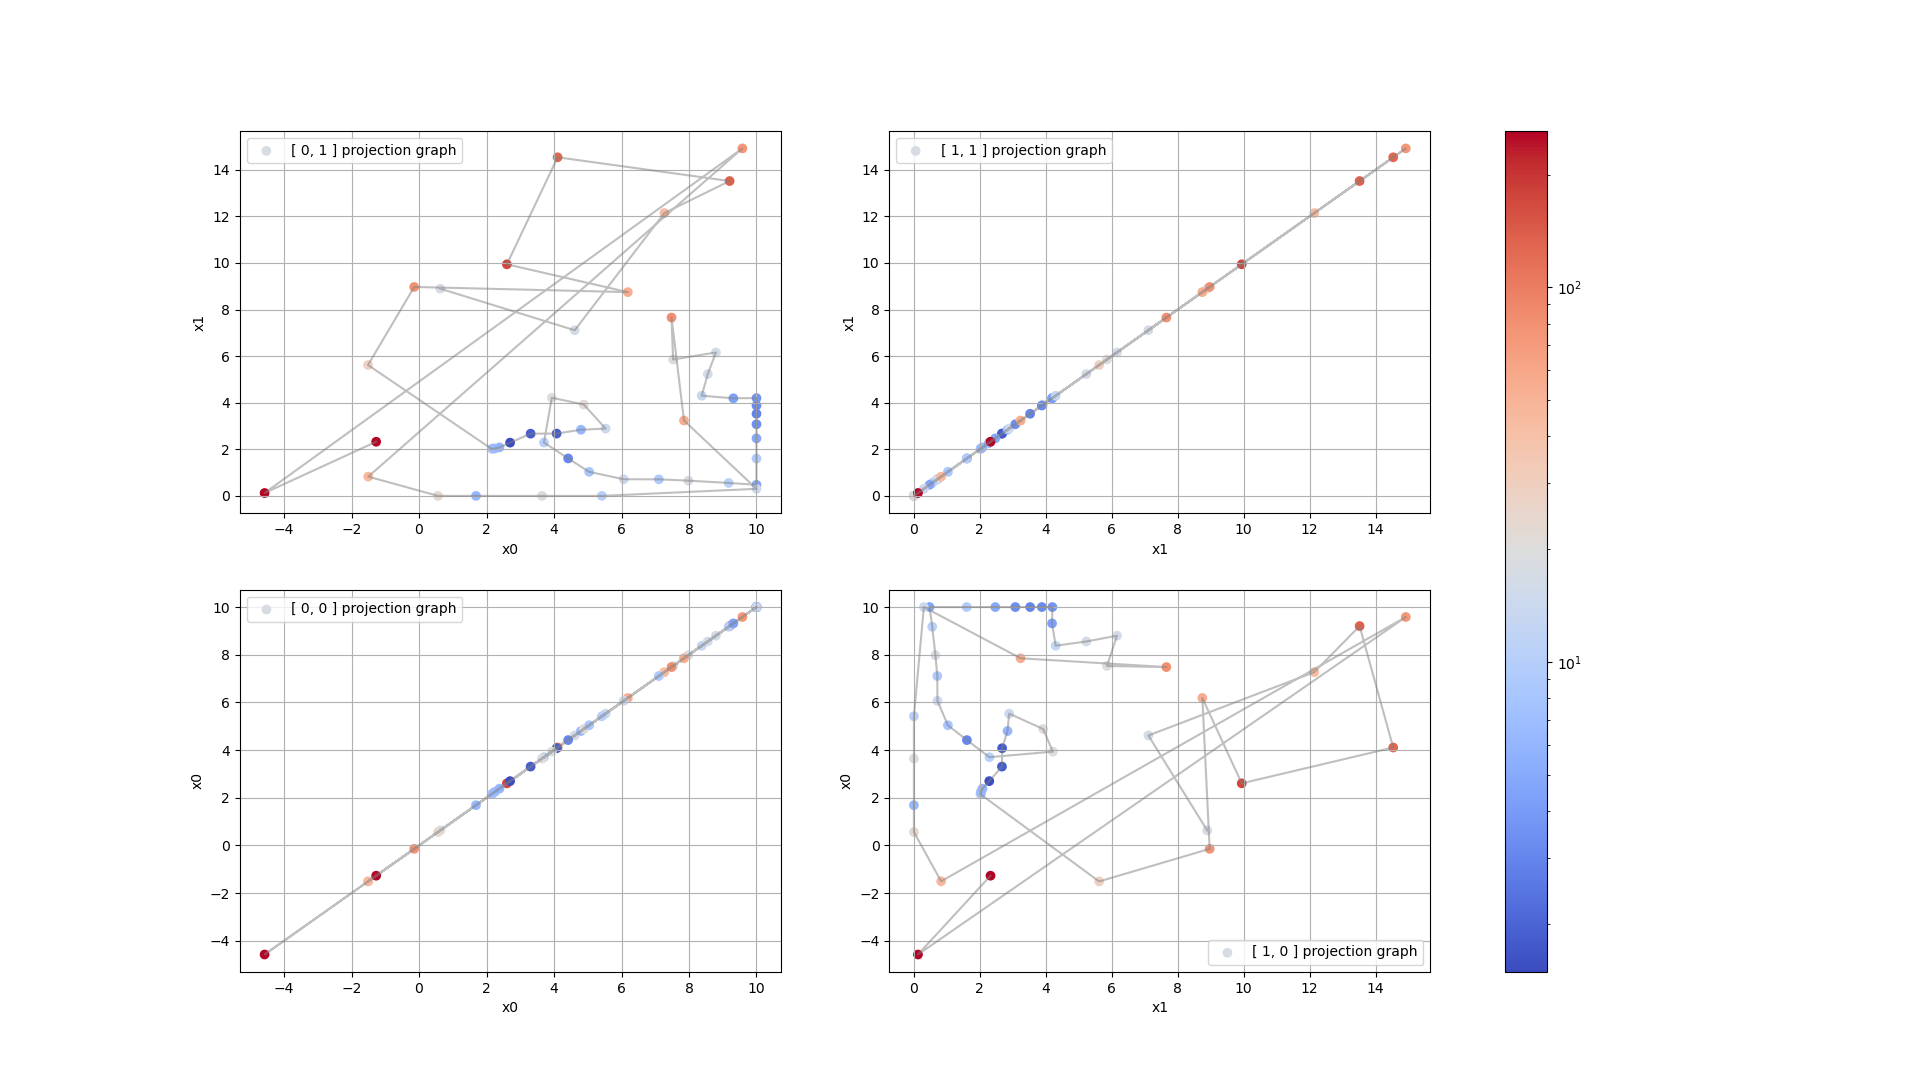 [ 0, 1 ] projection graph
14
12
10
8
6
4
2
0
x1
−4 −2 0 2 4 6 8 10
x0
[ 1, 1 ] projection graph
14
12
10
8
6
4
2
0
x1
0 2 4 6 8 10 12 14
x1
[ 0, 0 ] projection graph
10
8
6
4
2
0
−2
−4
x0
−4 −2 0 2 4 6 8 10
x0
10
8
6
4
2
0
−2
−4
x0
[ 1, 0 ] projection graph
0 2 4 6 8 10 12 14
x1
10²
10¹